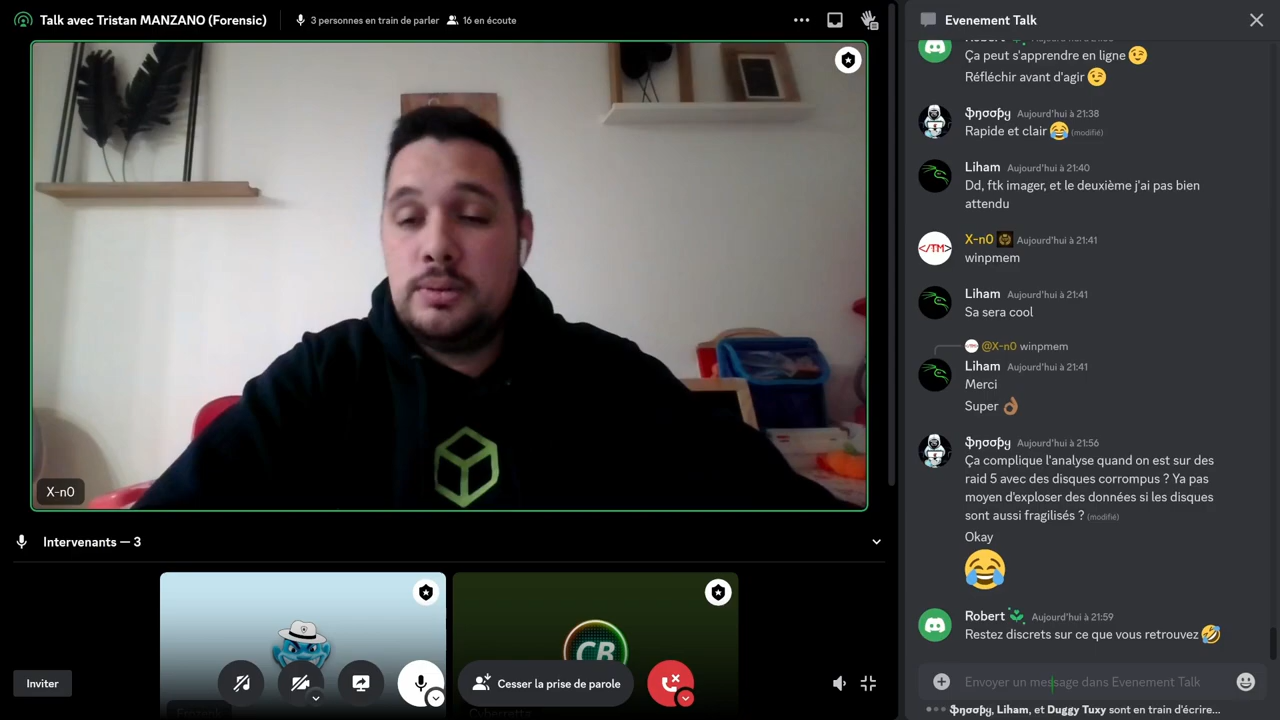 Talk avec Tristan MANZANO (Forensic)
3 personnes en train de parler
16 en écoute
X-n0
Intervenants — 3
CB
Inviter
Cesser la prise de parole
Evenement Talk
Robert
Ça peut s'apprendre en ligne 😉
Réfléchir avant d'agir 😉
Aujourd'hui à 21:38
Rapide et clair 😂 (modifié)
Liham Aujourd'hui à 21:40
Dd, ftk imager, et le deuxième j'ai pas bien
attendu
</TM>
X-n0 Aujourd'hui à 21:41
winpmem
Liham Aujourd'hui à 21:41
Sa sera cool
@X-n0 winpmem
Liham Aujourd'hui à 21:41
Merci
Super 👌🏾
Aujourd'hui à 21:56
Ça complique l'analyse quand on est sur des
raid 5 avec des disques corrompus ? Ya pas
moyen d'exploser des données si les disques
sont aussi fragilisés ? (modifié)
Okay
😂
Robert Aujourd'hui à 21:59
Restez discrets sur ce que vous retrouvez 🤣
Envoyer un message dans Evenement Talk
Liham, et Duggy Tuxy sont en train d'écrire...